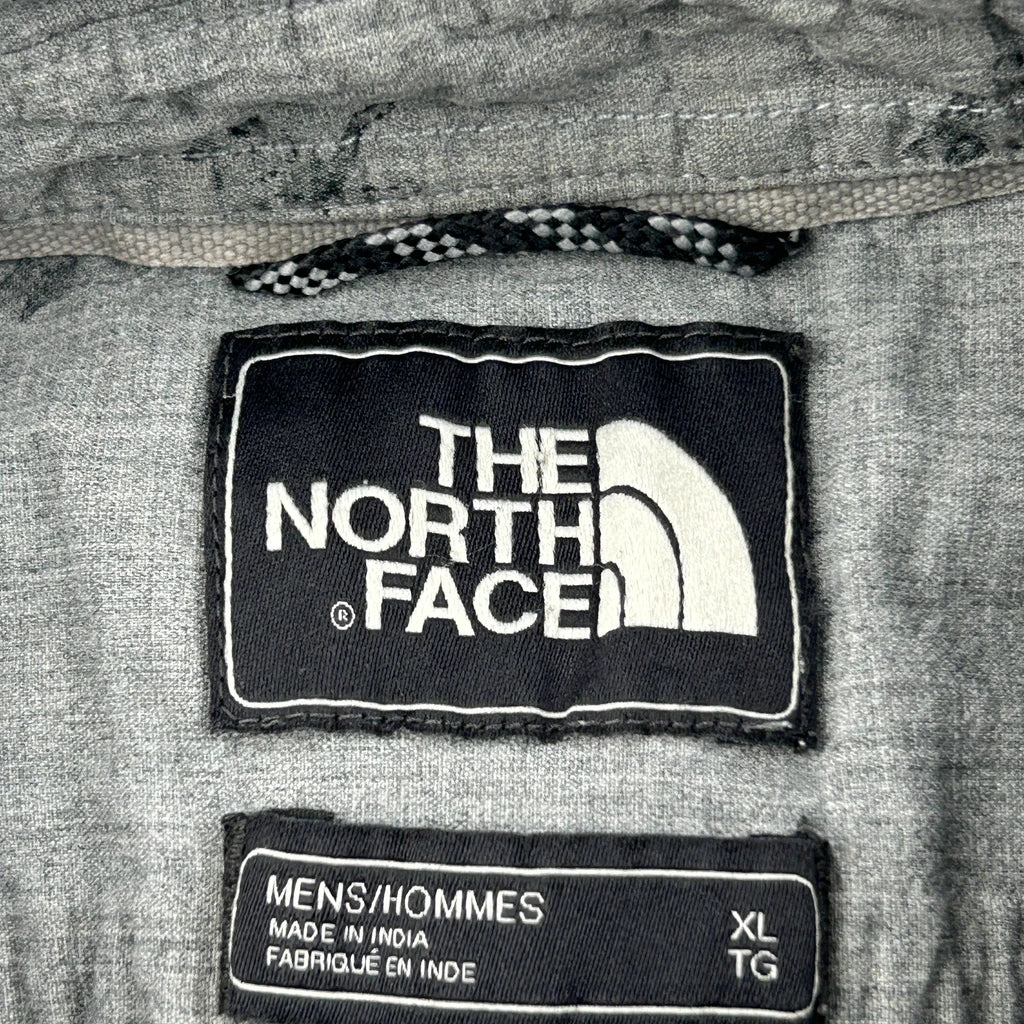 THE
NORTH
® FACE
MENS/HOMMES
MADE IN INDIA
FABRIQUÉ EN INDE
XL
TG